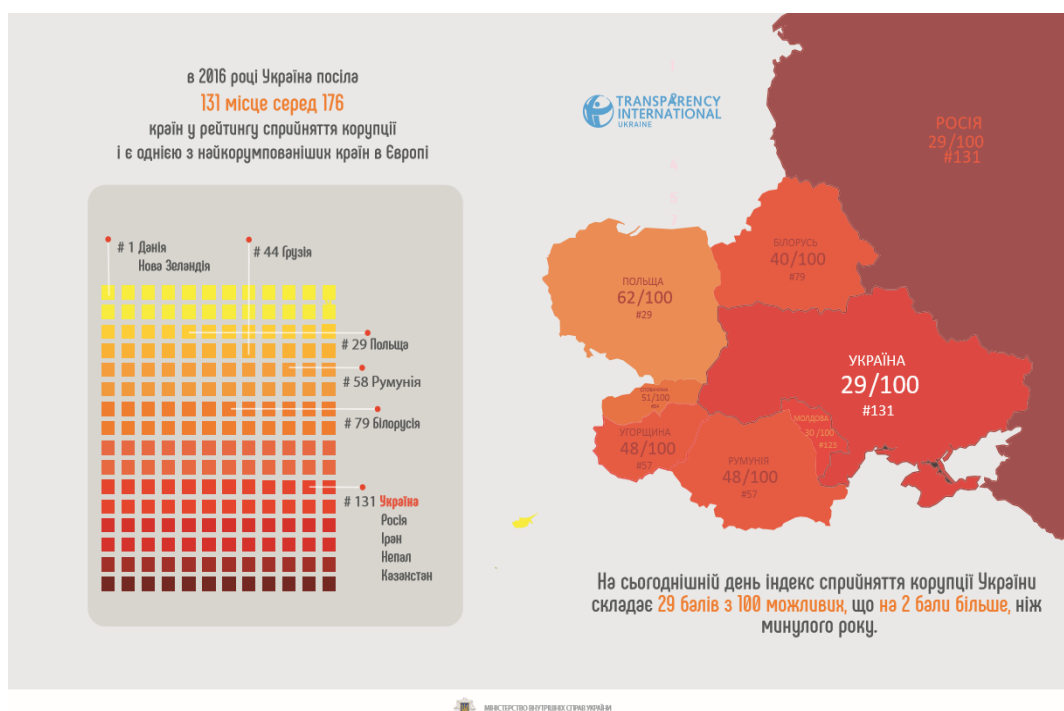 в 2016 році Україна посіла
131 місце серед 176
країн у рейтингу сприйняття корупції
і є однією з найкорумпованіших країн в Європі
# 1 Данія
Нова Зеландія
# 44 Грузія
# 29 Польща
# 58 Румунія
# 79 Білорусія
# 131 Україна
Росія
Іран
Непал
Казахстан
TRANSPARENCY
INTERNATIONAL
UKRAINE
РОСІЯ
29/100
#131
БІЛОРУСЬ
40/100
#79
ПОЛЬЩА
62/100
#29
УКРАЇНА
29/100
#131
51/100
МОЛДОВА
30 /100
#123
УГОРЩИНА
48/100
#57
РУМУНІЯ
48/100
#57
На сьогоднішній день індекс сприйняття корупції України
складає 29 балів з 100 можливих, що на 2 бали більше, ніж
минулого року.
МІНІСТЕРСТВО ВНУТРІШНІХ СПРАВ УКРАЇНИ